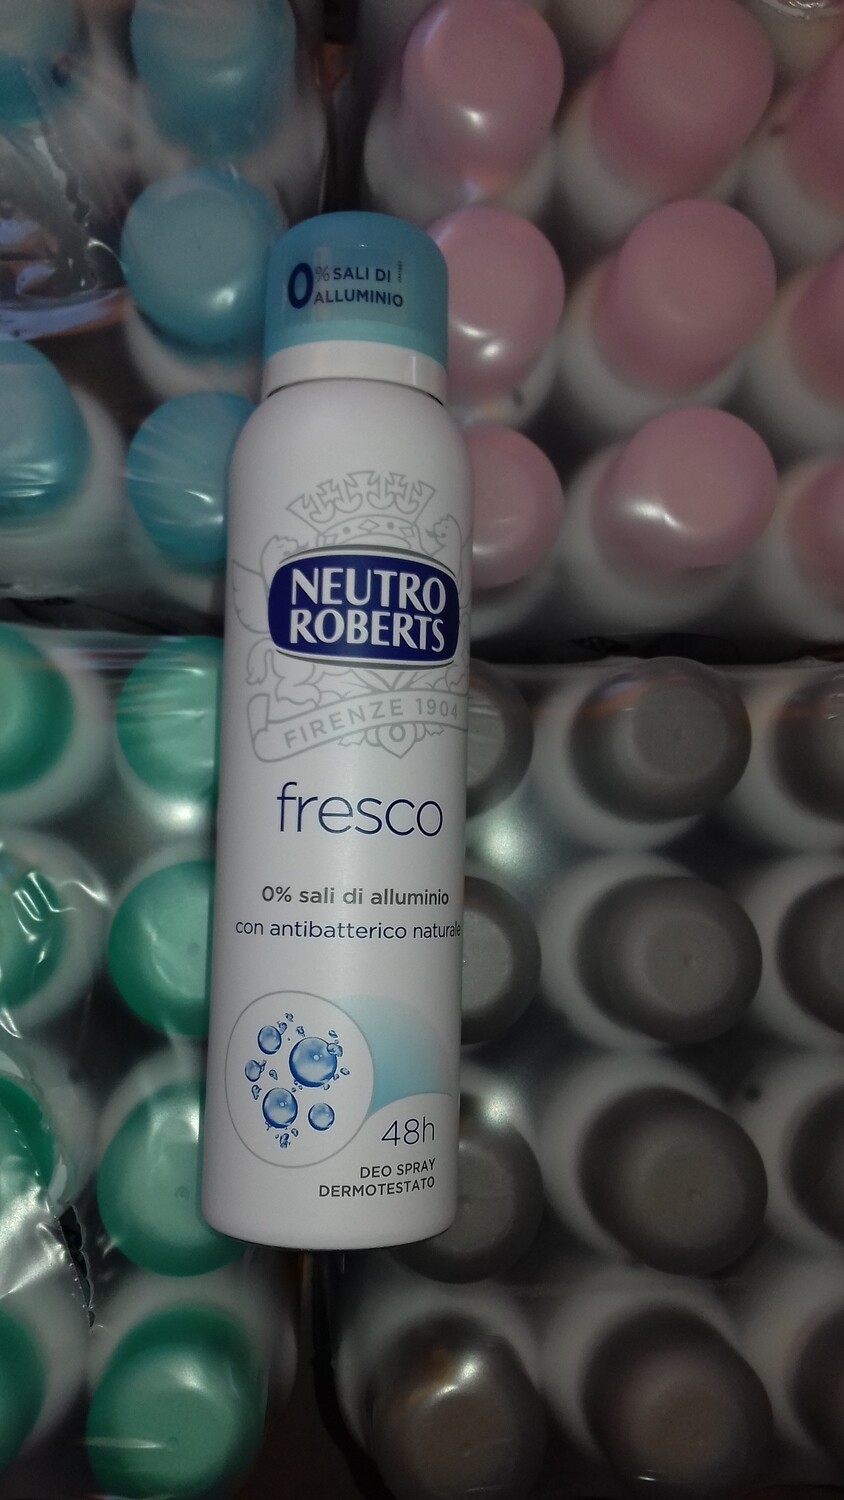 0% SALI DI
ALLUMINIO
NEUTRO
ROBERTS
FIRENZE 1904
fresco
0% sali di alluminio
con antibatterico naturale
48h
DEO SPRAY
DERMOTESTATO